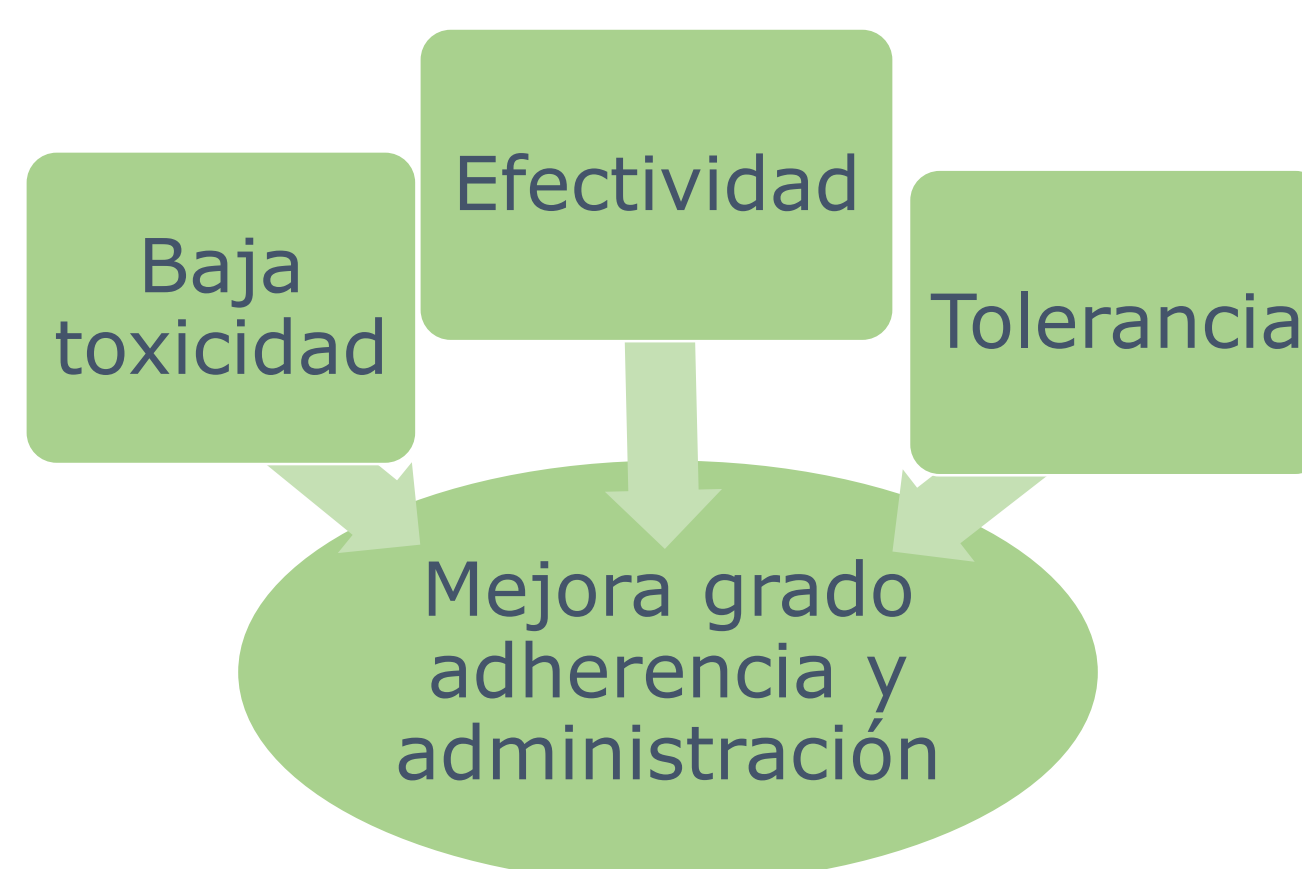 Efectividad
Baja
toxicidad
Tolerancia
Mejora grado
adherencia y
administración